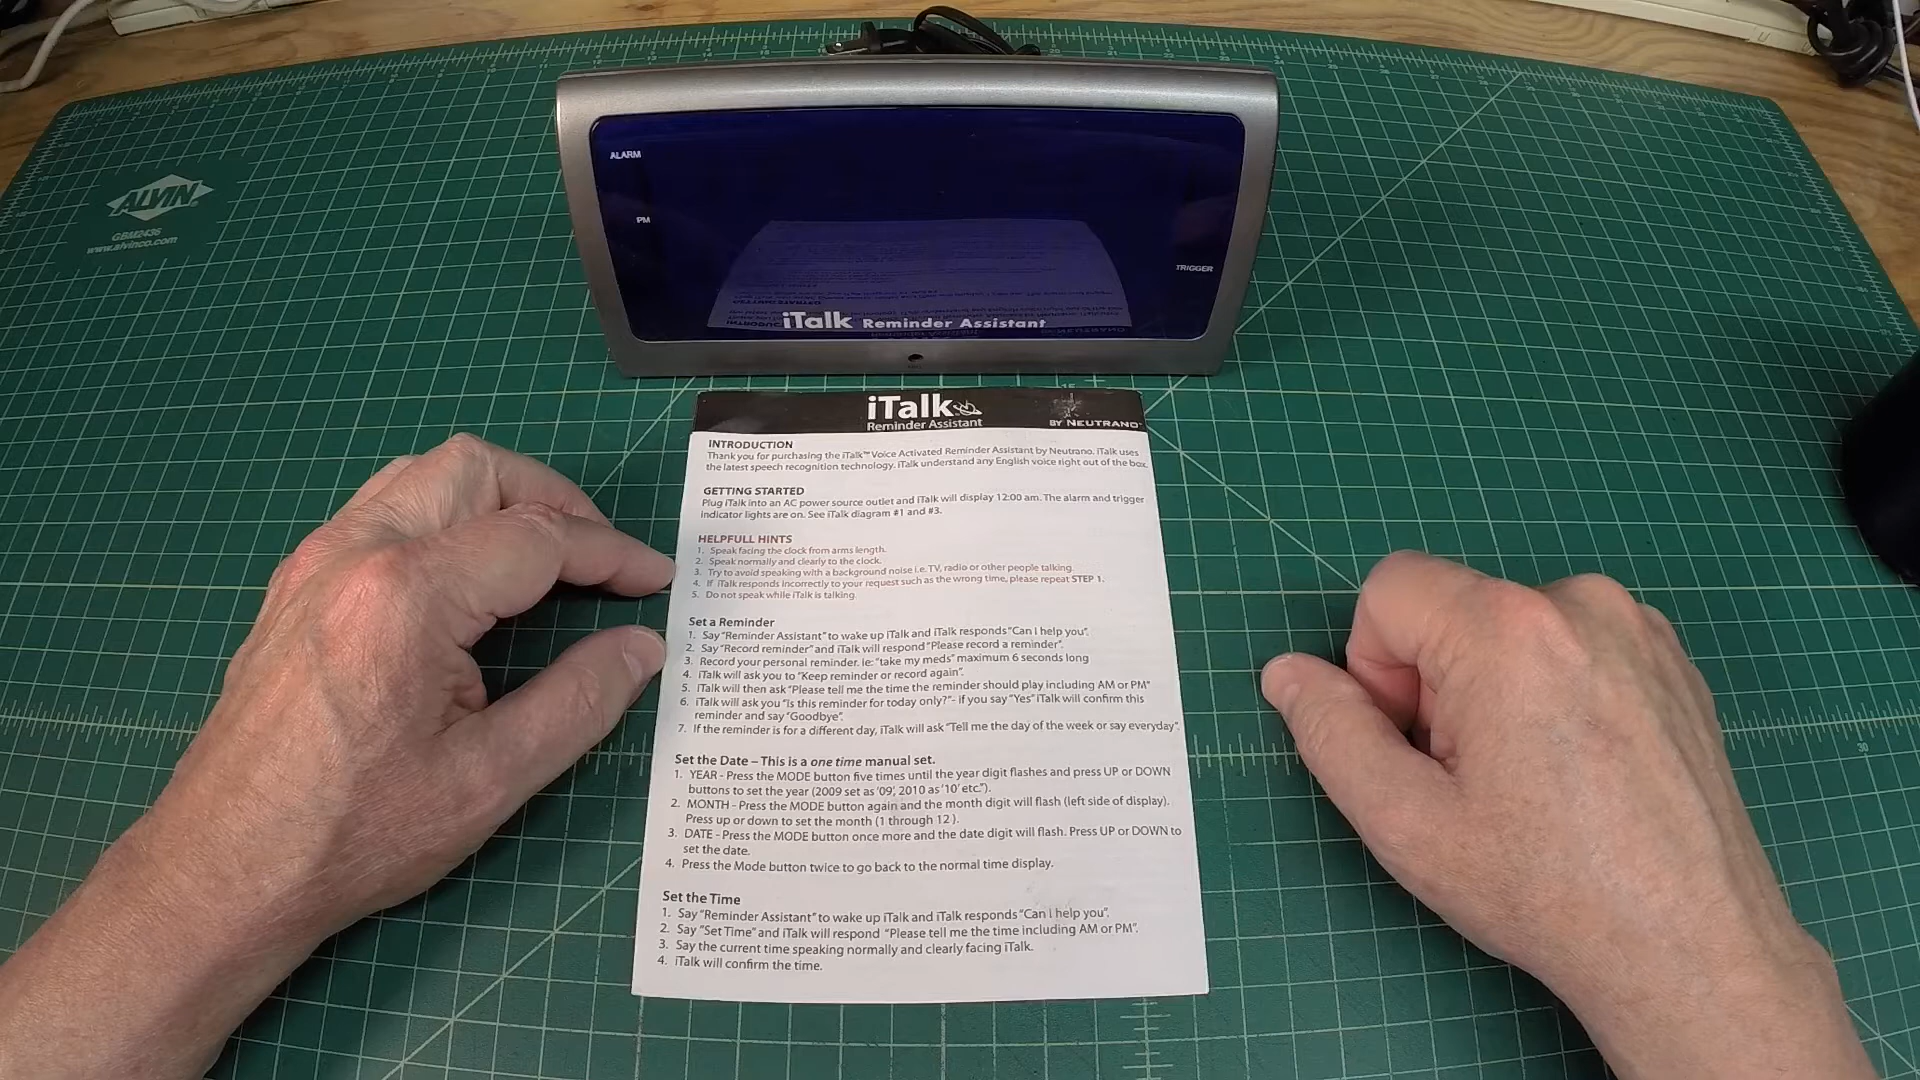 ALVIN
GBM2436
www.alvinco.com
ALARM
PM
TRIGGER
iTalk Reminder Assistant
iTalk
Reminder Assistant
BY NEUTRANO
INTRODUCTION
Thank you for purchasing the iTalk™ Voice Activated Reminder Assistant by Neutrano. iTalk uses
the latest speech recognition technology. iTalk understand any English voice right out of the box.
GETTING STARTED
Plug iTalk into an AC power source outlet and iTalk will display 12:00 am. The alarm and trigger
indicator lights are on. See iTalk diagram #1 and #3.
HELPFULL HINTS
1. Speak facing the clock from arms length.
2. Speak normally and clearly to the clock.
3. Try to avoid speaking with a background noise i.e. TV, radio or other people talking.
4. If iTalk responds incorrectly to your request such as the wrong time, please repeat STEP 1.
5. Do not speak while iTalk is talking.
Set a Reminder
1. Say "Reminder Assistant" to wake up iTalk and iTalk responds "Can I help you".
2. Say "Record reminder" and iTalk will respond "Please record a reminder".
3. Record your personal reminder. ie: "take my meds" maximum 6 seconds long
4. iTalk will ask you to "Keep reminder or record again".
5. iTalk will then ask "Please tell me the time the reminder should play including AM or PM"
6. iTalk will ask you "Is this reminder for today only?"- if you say "Yes" iTalk will confirm this
reminder and say "Goodbye".
7. If the reminder is for a different day, iTalk will ask "Tell me the day of the week or say everyday".
Set the Date – This is a one time manual set.
1. YEAR - Press the MODE button five times until the year digit flashes and press UP or DOWN
buttons to set the year (2009 set as '09', 2010 as '10' etc.").
2. MONTH - Press the MODE button again and the month digit will flash (left side of display).
Press up or down to set the month (1 through 12 ).
3. DATE - Press the MODE button once more and the date digit will flash. Press UP or DOWN to
set the date.
4. Press the Mode button twice to go back to the normal time display.
Set the Time
1. Say "Reminder Assistant" to wake up iTalk and iTalk responds "Can I help you".
2. Say "Set Time" and iTalk will respond "Please tell me the time including AM or PM".
3. Say the current time speaking normally and clearly facing iTalk.
4. iTalk will confirm the time.